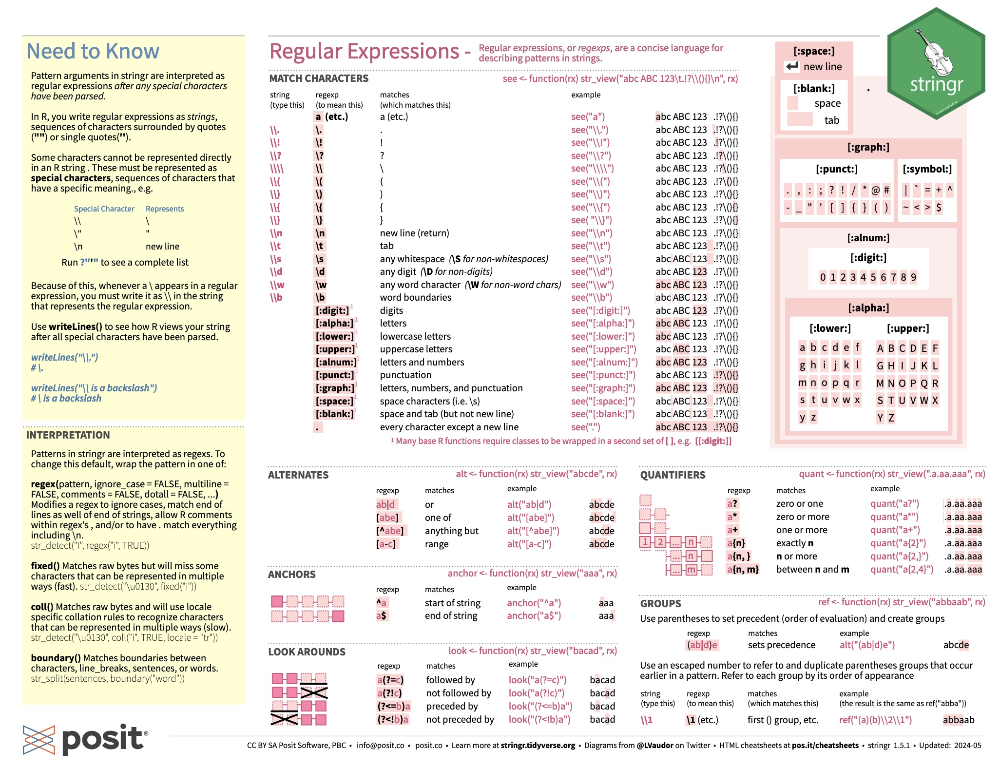 Need to Know
Pattern arguments in stringr are interpreted as
regular expressions after any special characters
have been parsed.
In R, you write regular expressions as strings,
sequences of characters surrounded by quotes
("") or single quotes('').
Some characters cannot be represented directly
in an R string . These must be represented as
special characters, sequences of characters that
have a specific meaning., e.g.
Special Character Represents
\\ \
\" "
\n new line
Run ?"'" to see a complete list
Because of this, whenever a \ appears in a regular
expression, you must write it as \\ in the string
that represents the regular expression.
Use writeLines() to see how R views your string
after all special characters have been parsed.
writeLines("\\.")
# \.
writeLines("\\ is a backslash")
# \ is a backslash
INTERPRETATION
Patterns in stringr are interpreted as regexs. To
change this default, wrap the pattern in one of:
regex(pattern, ignore_case = FALSE, multiline =
FALSE, comments = FALSE, dotall = FALSE, ...)
Modifies a regex to ignore cases, match end of
lines as well of end of strings, allow R comments
within regex's , and/or to have . match everything
including \n.
str_detect("I", regex("i", TRUE))
fixed() Matches raw bytes but will miss some
characters that can be represented in multiple
ways (fast). str_detect("\u0130", fixed("i"))
coll() Matches raw bytes and will use locale
specific collation rules to recognize characters
that can be represented in multiple ways (slow).
str_detect("\u0130", coll("i", TRUE, locale = "tr"))
boundary() Matches boundaries between
characters, line_breaks, sentences, or words.
str_split(sentences, boundary("word"))
Regular Expressions - Regular expressions, or regexps, are a concise language for
describing patterns in strings.
MATCH CHARACTERS see <- function(rx) str_view("abc ABC 123\t.!?\\(){}\n", rx)
string regexp matches example
(type this) (to mean this) (which matches this)
a (etc.) a (etc.) see("a") abc ABC 123 .!?\(){}
\\. \. . see("\\.") abc ABC 123 .!?\(){}
\\! \! ! see("\\!") abc ABC 123 .!?\(){}
\\? \? ? see("\\?") abc ABC 123 .!?\(){}
\\\\ \\ \ see("\\\\") abc ABC 123 .!?\(){}
\\( \( ( see("\\(") abc ABC 123 .!?\(){}
\\) \) ) see("\\)") abc ABC 123 .!?\(){}
\\{ \{ { see("\\{") abc ABC 123 .!?\(){}
\\} \} } see( "\\}") abc ABC 123 .!?\(){}
\\n \n new line (return) see("\\n") abc ABC 123 .!?\(){}
\\t \t tab see("\\t") abc ABC 123 .!?\(){}
\\s \s any whitespace (\S for non-whitespaces) see("\\s") abc ABC 123 .!?\(){}
\\d \d any digit (\D for non-digits) see("\\d") abc ABC 123 .!?\(){}
\\w \w any word character (\W for non-word chars) see("\\w") abc ABC 123 .!?\(){}
\\b \b word boundaries see("\\b") abc ABC 123 .!?\(){}
[:digit:]1 digits see("[:digit:]") abc ABC 123 .!?\(){}
[:alpha:]1 letters see("[:alpha:]") abc ABC 123 .!?\(){}
[:lower:]1 lowercase letters see("[:lower:]") abc ABC 123 .!?\(){}
[:upper:]1 uppercase letters see("[:upper:]") abc ABC 123 .!?\(){}
[:alnum:]1 letters and numbers see("[:alnum:]") abc ABC 123 .!?\(){}
[:punct:]1 punctuation see("[:punct:]") abc ABC 123 .!?\(){}
[:graph:]1 letters, numbers, and punctuation see("[:graph:]") abc ABC 123 .!?\(){}
[:space:]1 space characters (i.e. \s) see("[:space:]") abc ABC 123 .!?\(){}
[:blank:]1 space and tab (but not new line) see("[:blank:]") abc ABC 123 .!?\(){}
. every character except a new line see(".") abc ABC 123 .!?\(){}
1 Many base R functions require classes to be wrapped in a second set of [ ], e.g. [[:digit:]]
[:space:]
new line
[:blank:] .
space
tab
stringr
www.rstudio.com
[:graph:]
[:punct:] [:symbol:]
. , : ; ? ! / * @ # | ` = + ^
- _ " ' [ ] { } ( ) ~ < > $
[:alnum:]
[:digit:]
0 1 2 3 4 5 6 7 8 9
[:alpha:]
[:lower:] [:upper:]
a b c d e f A B C D E F
g h i j k l G H I J K L
m n o p q r M N O P Q R
s t u v w x S T U V W X
y z Y Z
ALTERNATES alt <- function(rx) str_view("abcde", rx)
regexp matches example
ab|d or alt("ab|d") abcde
[abe] one of alt("[abe]") abcde
[^abe] anything but alt("[^abe]") abcde
[a-c] range alt("[a-c]") abcde
ANCHORS anchor <- function(rx) str_view("aaa", rx)
regexp matches example
^a start of string anchor("^a") aaa
a$ end of string anchor("a$") aaa
LOOK AROUNDS look <- function(rx) str_view("bacad", rx)
regexp matches example
a(?=c) followed by look("a(?=c)") bacad
a(?!c) not followed by look("a(?!c)") bacad
(?<=b)a preceded by look("(?<=b)a") bacad
(?<!b)a not preceded by look("(?<!b)a") bacad
QUANTIFIERS quant <- function(rx) str_view(".a.aa.aaa", rx)
regexp matches example
a? zero or one quant("a?") .a.aa.aaa
a* zero or more quant("a*") .a.aa.aaa
a+ one or more quant("a+") .a.aa.aaa
1 2 ... n a{n} exactly n quant("a{2}") .a.aa.aaa
... n a{n, } n or more quant("a{2,}") .a.aa.aaa
... m a{n, m} between n and m quant("a{2,4}") .a.aa.aaa
GROUPS ref <- function(rx) str_view("abbaab", rx)
Use parentheses to set precedent (order of evaluation) and create groups
regexp matches example
(ab|d)e sets precedence alt("(ab|d)e") abcde
Use an escaped number to refer to and duplicate parentheses groups that occur
earlier in a pattern. Refer to each group by its order of appearance
string regexp matches example
(type this) (to mean this) (which matches this) (the result is the same as ref("abba"))
\\1 \1 (etc.) first () group, etc. ref("(a)(b)\\2\\1") abbaab
posit®
CC BY SA Posit Software, PBC • info@posit.co • posit.co • Learn more at stringr.tidyverse.org • Diagrams from @LVaudor on Twitter • HTML cheatsheets at pos.it/cheatsheets • stringr 1.5.1 • Updated: 2024-05